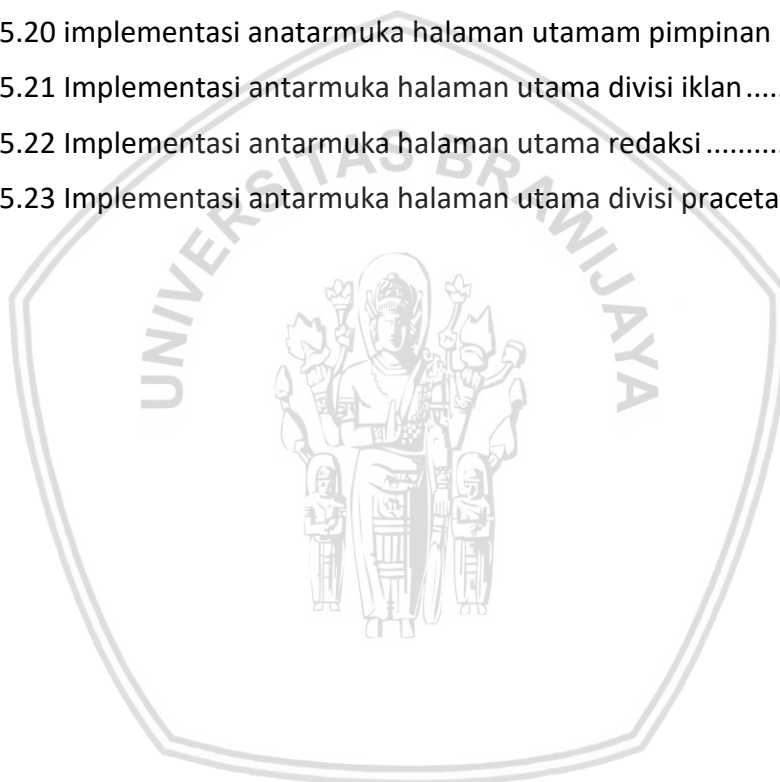 5.20 implementasi anatarmuka halaman utamam pimpinan
5.21 Implementasi antarmuka halaman utama divisi iklan.....
5.22 Implementasi antarmuka halaman utama redaksi..........
5.23 Implementasi antarmuka halaman utama divisi praceta
UNIVERSITAS BRAWIJAYA